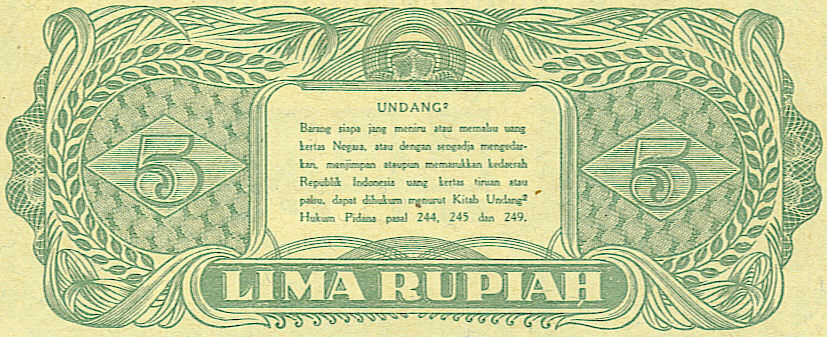 UNDANG²
Barang siapa jang meniru atau memalsu uang
kertas Negara, atau dengan sengadja mengedar-
kan, menjimpan ataupun memasukkan kedaerah
Republik Indonesia uang kertas tiruan atau
palsu, dapat dihukum menurut Kitab Undang²
Hukum Pidana pasal 244, 245 dan 249.
5
5
LIMA RUPIAH